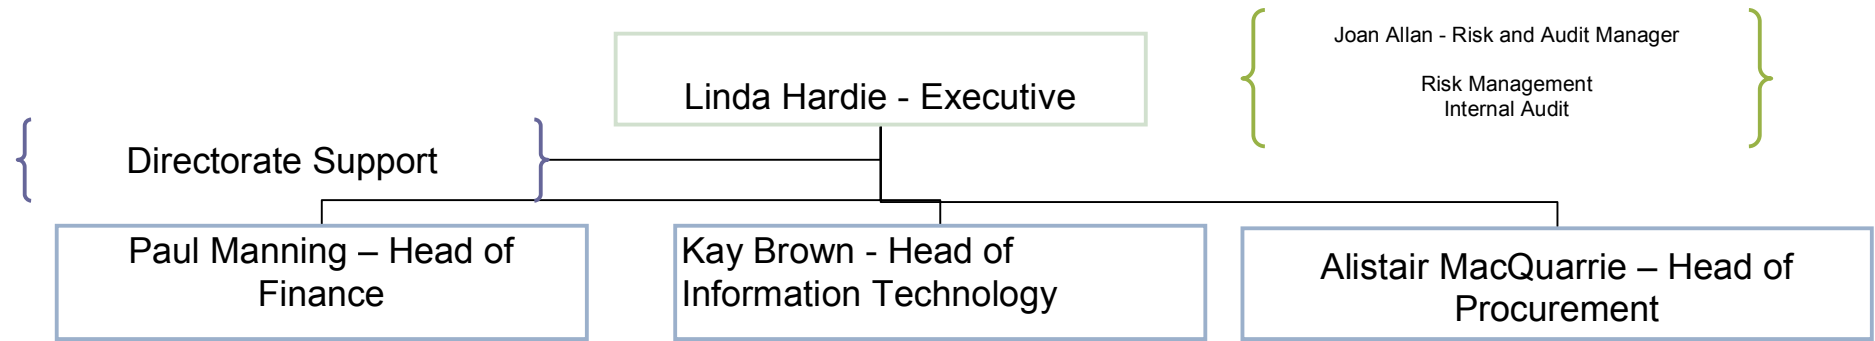 Joan Allan - Risk and Audit Manager
Risk Management
Internal Audit
Linda Hardie - Executive
Directorate Support
Paul Manning – Head of
Finance
Kay Brown - Head of
Information Technology
Alistair MacQuarrie – Head of
Procurement